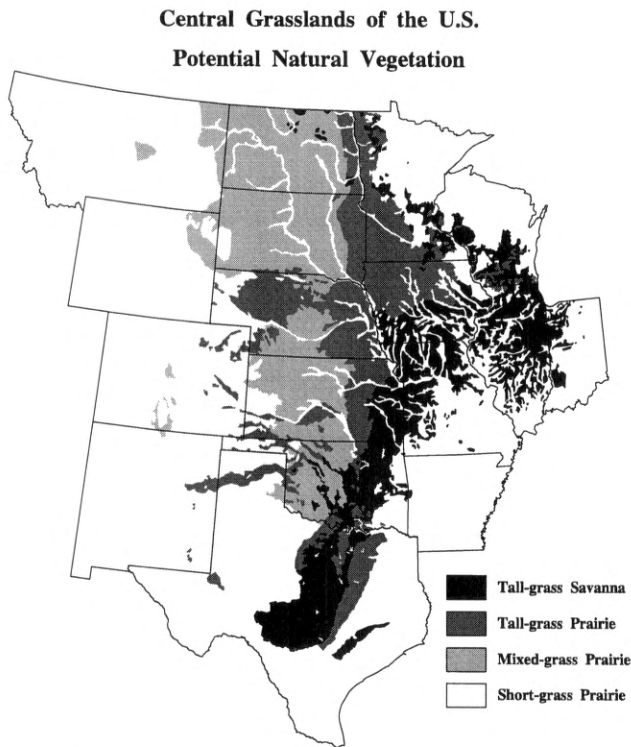 Central Grasslands of the U.S.
Potential Natural Vegetation
Tall-grass Savanna
Tall-grass Prairie
Mixed-grass Prairie
Short-grass Prairie